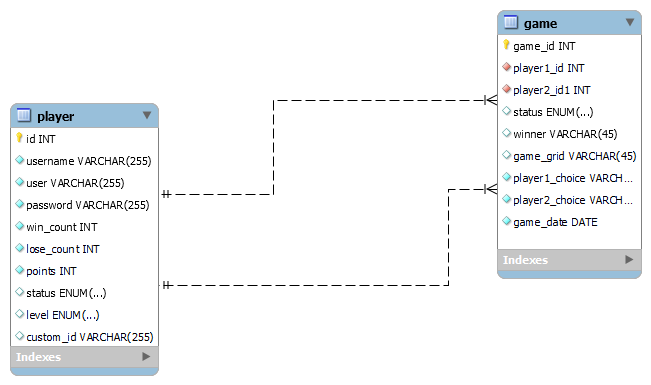 game
game_id INT
player1_id INT
player2_id1 INT
status ENUM(...)
winner VARCHAR(45)
game_grid VARCHAR(45)
player1_choice VARCH...
player2_choice VARCH...
game_date DATE
Indexes
player
id INT
username VARCHAR(255)
user VARCHAR(255)
password VARCHAR(255)
win_count INT
lose_count INT
points INT
status ENUM(...)
level ENUM(...)
custom_id VARCHAR(255)
Indexes